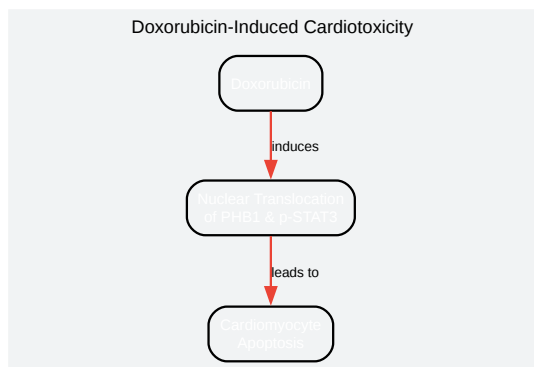 Doxorubicin-Induced Cardiotoxicity
Doxorubicin
induces
Nuclear Translocation
of PHB1 & p-STAT3
leads to
Cardiomyocyte
Apoptosis